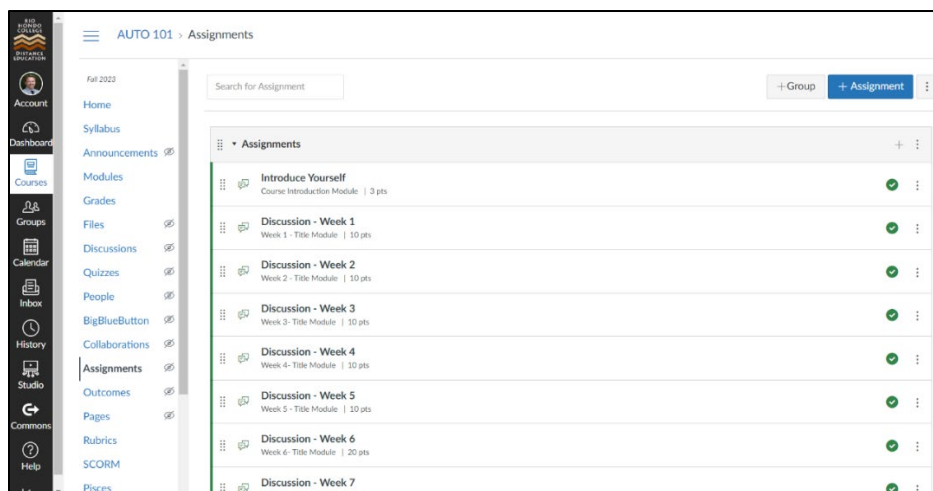 RIO
HONDO
COLLEGE
DISTANCE
EDUCATION
Account
Dashboard
Courses
Groups
Calendar
Inbox
History
Studio
Commons
Help
AUTO 101 > Assignments
Fall 2023
Home
Syllabus
Announcements
Modules
Grades
Files
Discussions
Quizzes
People
BigBlueButton
Collaborations
Assignments
Outcomes
Pages
Rubrics
SCORM
Pisces
Search for Assignment
+Group
+ Assignment
Assignments
Introduce Yourself
Course Introduction Module | 3 pts
Discussion - Week 1
Week 1 - Title Module | 10 pts
Discussion - Week 2
Week 2 - Title Module | 10 pts
Discussion - Week 3
Week 3- Title Module | 10 pts
Discussion - Week 4
Week 4- Title Module | 10 pts
Discussion - Week 5
Week 5 - Title Module | 10 pts
Discussion - Week 6
Week 6- Title Module | 20 pts
Discussion - Week 7